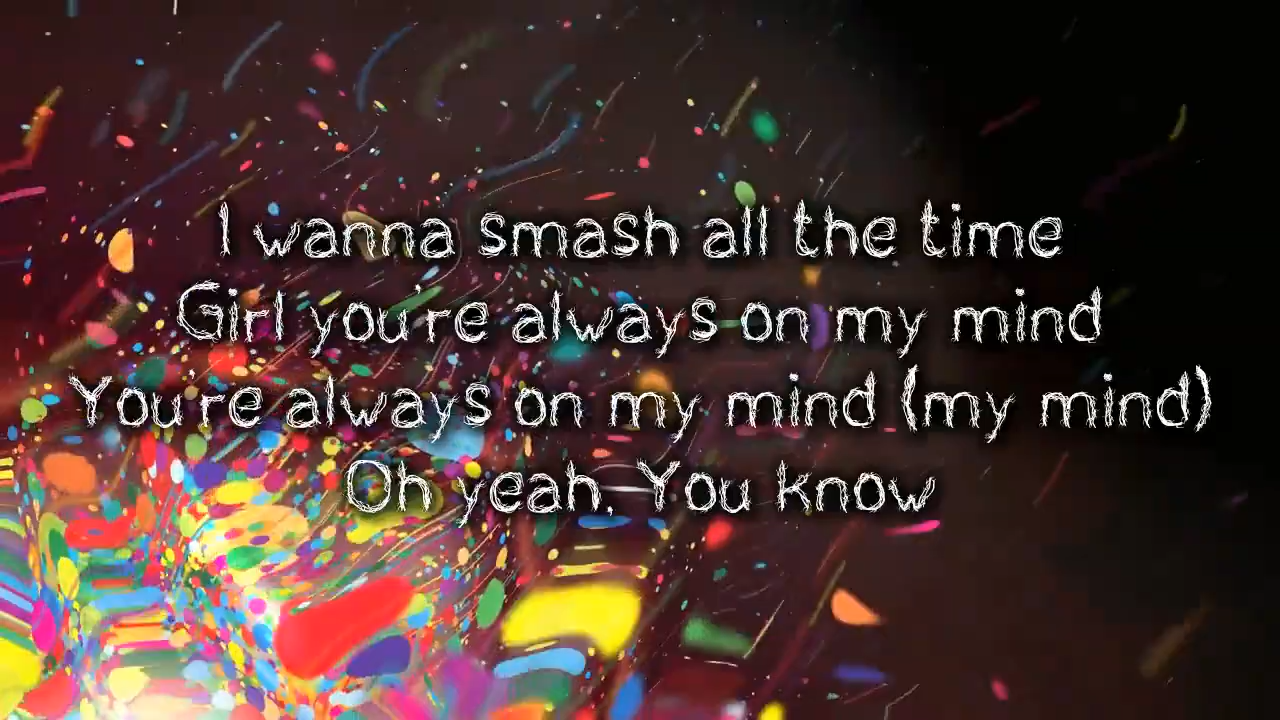 I wanna smash all the time
Girl you're always on my mind
You're always on my mind (my mind)
Oh yeah, You know